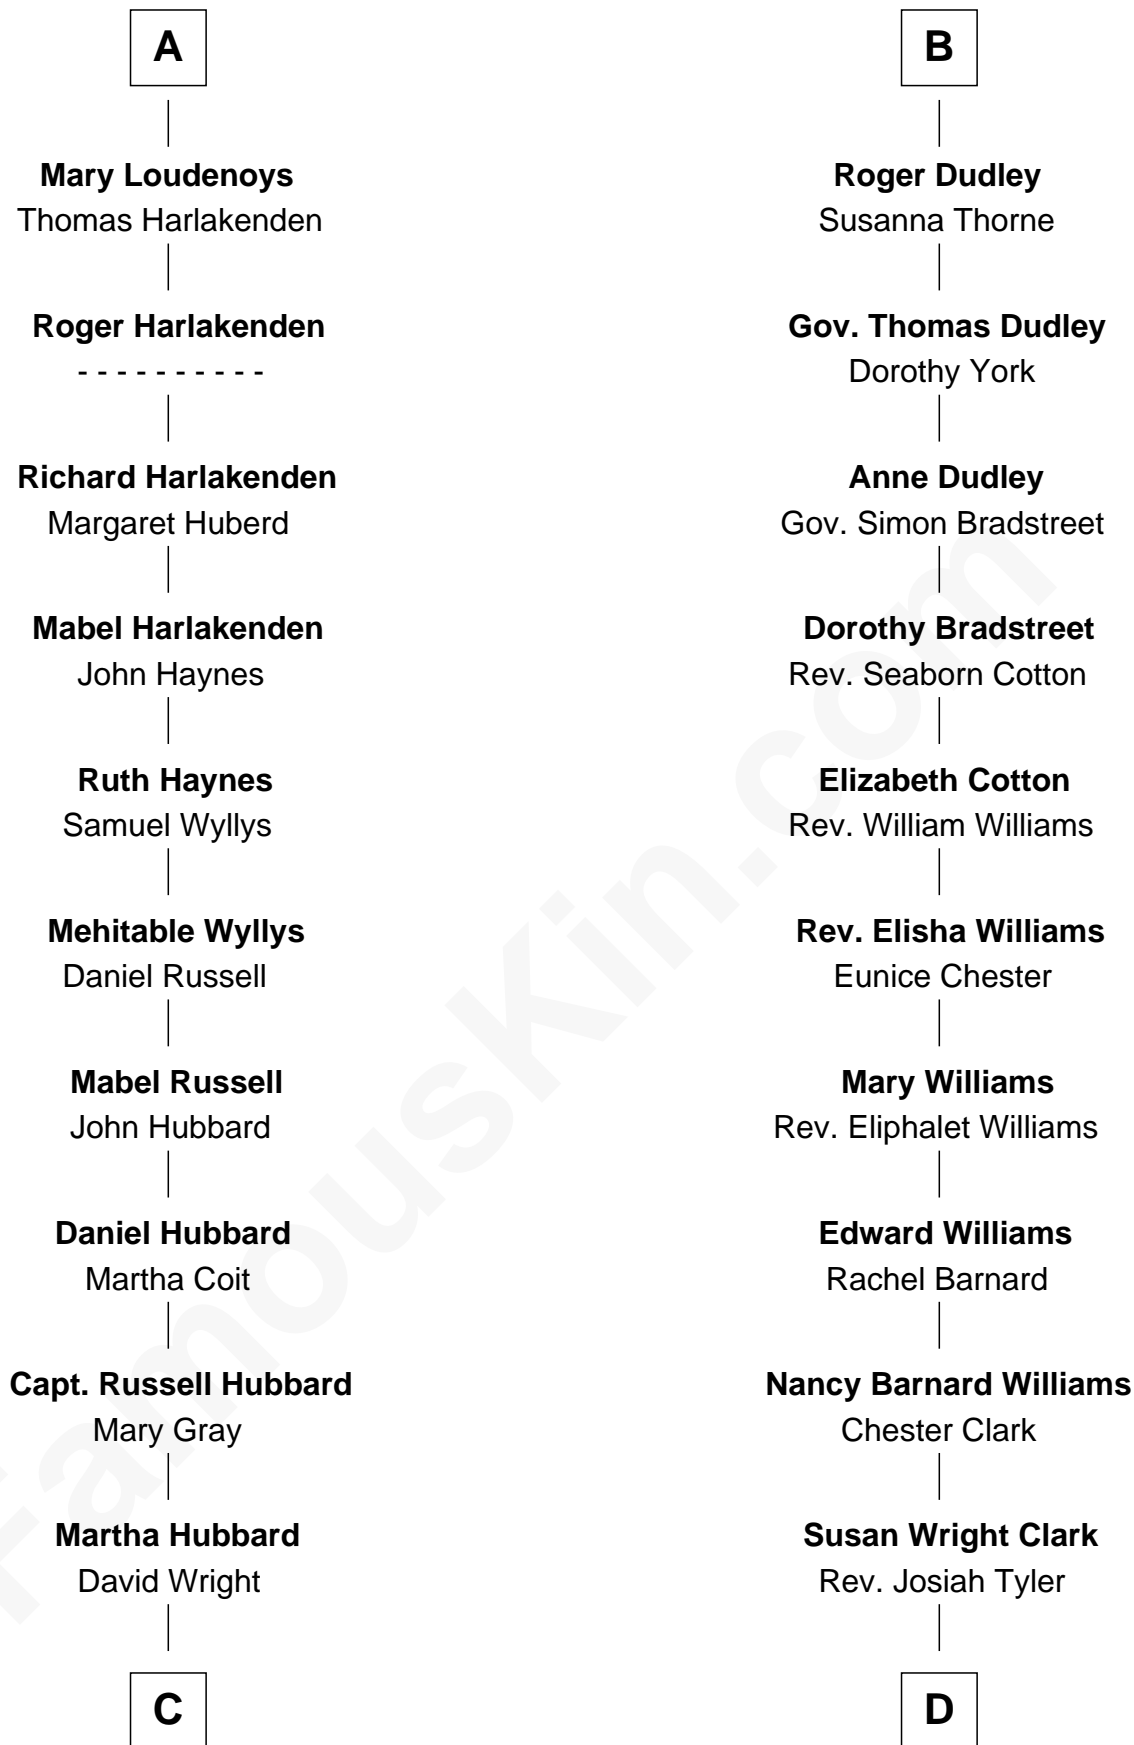 A
Mary Loudenoys
Thomas Harlakenden
Roger Harlakenden
- - - - - - - - - -
Richard Harlakenden
Margaret Huberd
Mabel Harlakenden
John Haynes
Ruth Haynes
Samuel Wyllys
Mehitable Wyllys
Daniel Russell
Mabel Russell
John Hubbard
Daniel Hubbard
Martha Coit
Capt. Russell Hubbard
Mary Gray
Martha Hubbard
David Wright
C
B
Roger Dudley
Susanna Thorne
Gov. Thomas Dudley
Dorothy York
Anne Dudley
Gov. Simon Bradstreet
Dorothy Bradstreet
Rev. Seaborn Cotton
Elizabeth Cotton
Rev. William Williams
Rev. Elisha Williams
Eunice Chester
Mary Williams
Rev. Eliphalet Williams
Edward Williams
Rachel Barnard
Nancy Barnard Williams
Chester Clark
Susan Wright Clark
Rev. Josiah Tyler
D
FamousKin.com